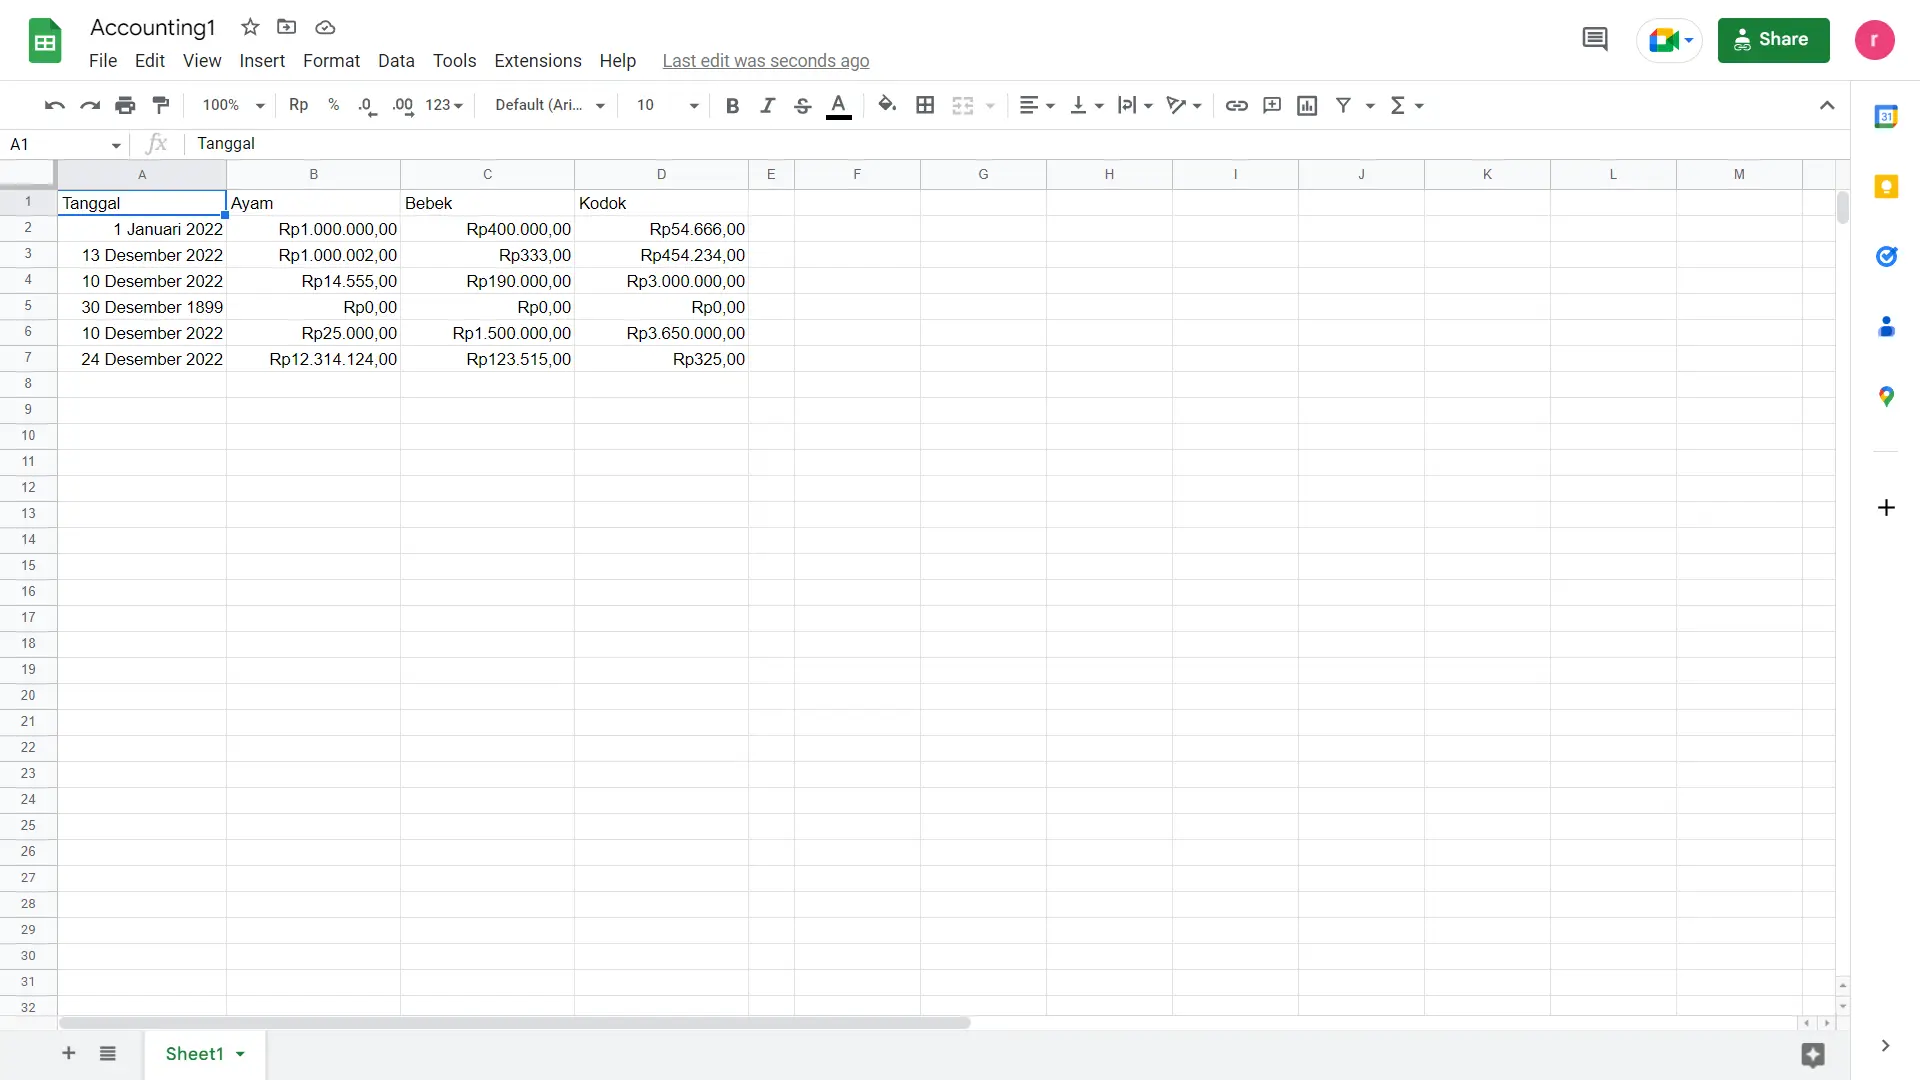 Accounting1
File Edit View Insert Format Data Tools Extensions Help Last edit was seconds ago
Share
r
100% Rp % .0 .00 123 Default (Ari... 10 B I S A
31
A1 fx Tanggal
A B C D E F G H I J K L M
1 Tanggal Ayam Bebek Kodok
2 1 Januari 2022 Rp1.000.000,00 Rp400.000,00 Rp54.666,00
3 13 Desember 2022 Rp1.000.002,00 Rp333,00 Rp454.234,00
4 10 Desember 2022 Rp14.555,00 Rp190.000,00 Rp3.000.000,00
5 30 Desember 1899 Rp0,00 Rp0,00 Rp0,00
6 10 Desember 2022 Rp25.000,00 Rp1.500.000,00 Rp3.650.000,00
7 24 Desember 2022 Rp12.314.124,00 Rp123.515,00 Rp325,00
8
9
10
11
12
13
14
15
16
17
18
19
20
21
22
23
24
25
26
27
28
29
30
31
32
Sheet1